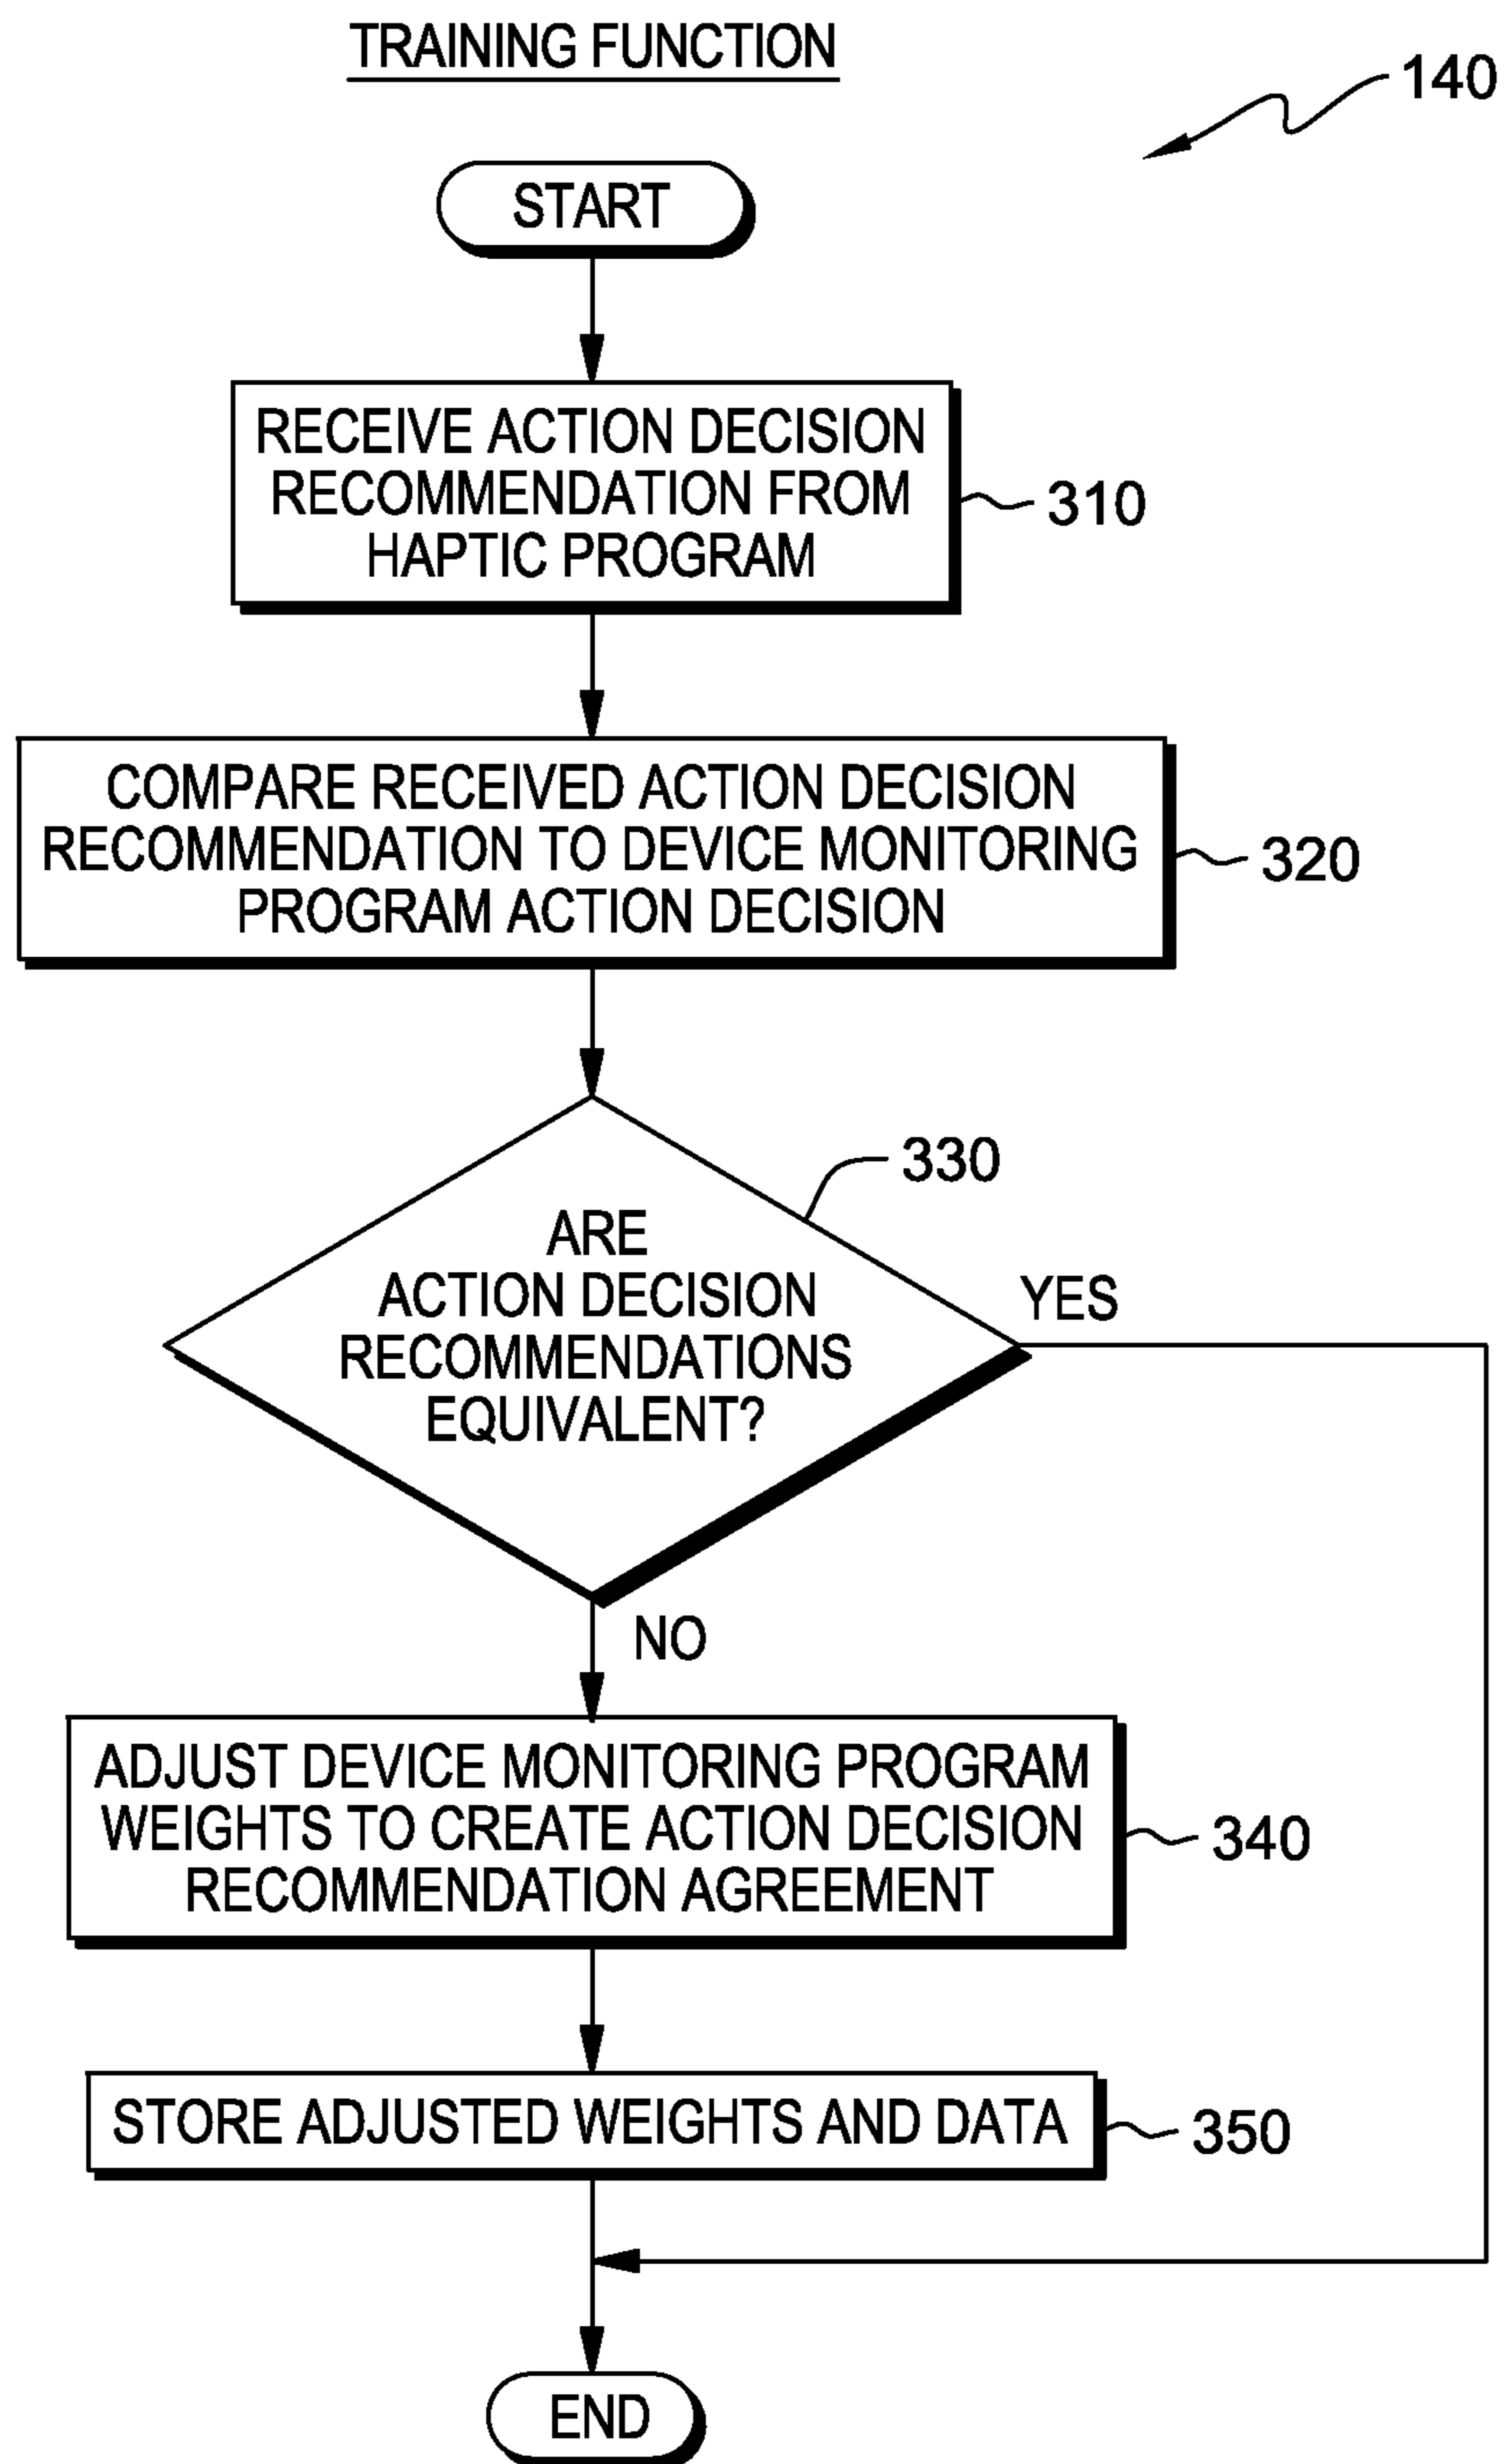 TRAINING FUNCTION
140
START
RECEIVE ACTION DECISION
RECOMMENDATION FROM
HAPTIC PROGRAM
310
COMPARE RECEIVED ACTION DECISION
RECOMMENDATION TO DEVICE MONITORING
PROGRAM ACTION DECISION
320
330
ARE
ACTION DECISION
RECOMMENDATIONS
EQUIVALENT?
YES
NO
ADJUST DEVICE MONITORING PROGRAM
WEIGHTS TO CREATE ACTION DECISION
RECOMMENDATION AGREEMENT
340
STORE ADJUSTED WEIGHTS AND DATA
350
END